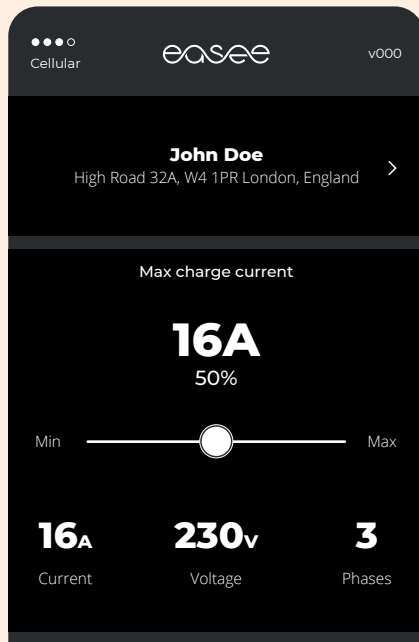 easee
v000
Cellular
John Doe
High Road 32A, W4 1PR London, England
Max charge current
16A
50%
Min Max
16A 230V 3
Current Voltage Phases